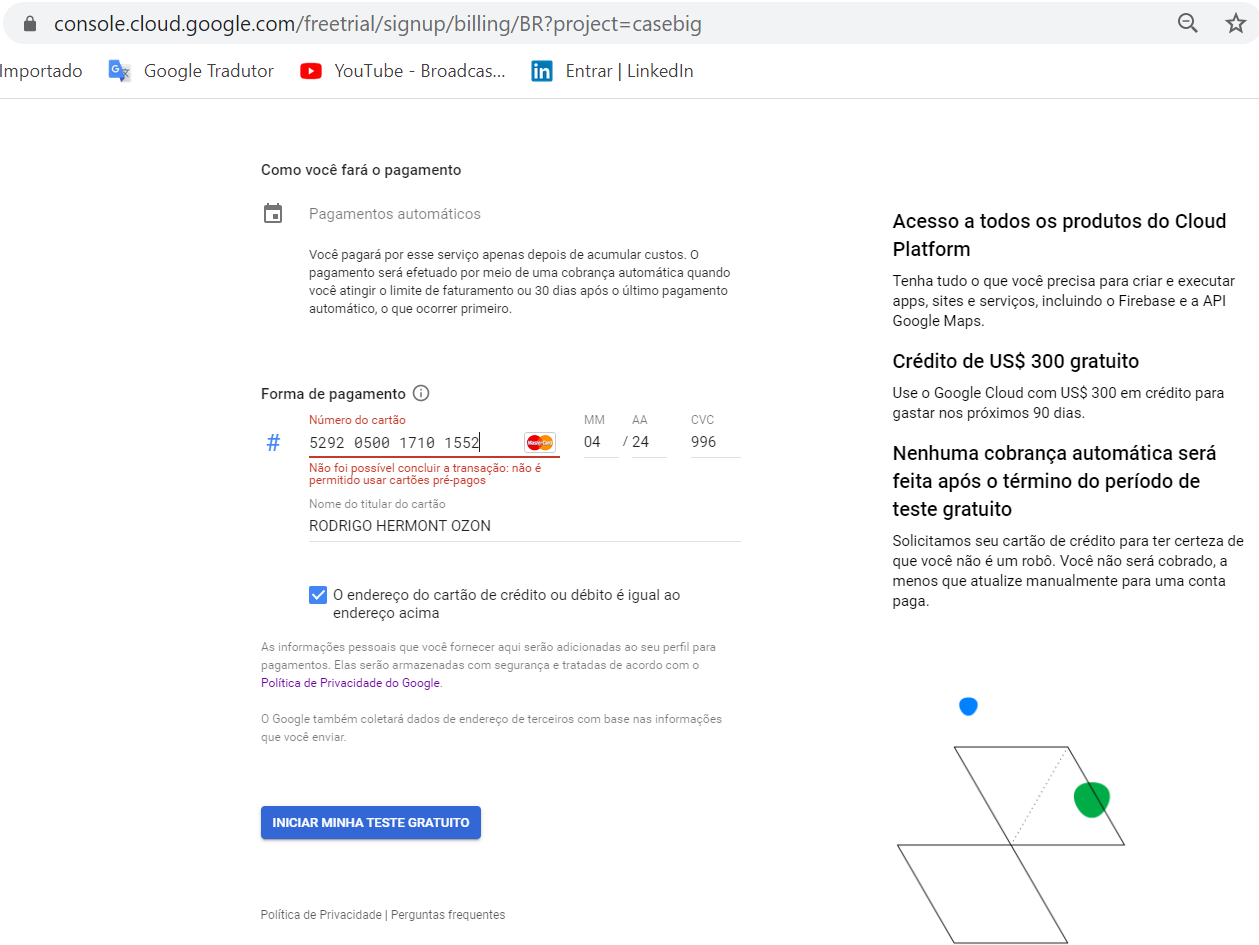 console.cloud.google.com/freetrial/signup/billing/BR?project=casebig
Importado Google Tradutor YouTube - Broadcas... Entrar | LinkedIn
Como você fará o pagamento
Pagamentos automáticos
Você pagará por esse serviço apenas depois de acumular custos. O
pagamento será efetuado por meio de uma cobrança automática quando
você atingir o limite de faturamento ou 30 dias após o último pagamento
automático, o que ocorrer primeiro.
Forma de pagamento
Número do cartão MM AA CVC
# 5292 0500 1710 1552 MasterCard 04 / 24 996
Não foi possível concluir a transação: não é
permitido usar cartões pré-pagos
Nome do titular do cartão
RODRIGO HERMONT OZON
O endereço do cartão de crédito ou débito é igual ao
endereço acima
As informações pessoais que você fornecer aqui serão adicionadas ao seu perfil para
pagamentos. Elas serão armazenadas com segurança e tratadas de acordo com o
Política de Privacidade do Google.
O Google também coletará dados de endereço de terceiros com base nas informações
que você enviar.
INICIAR MINHA TESTE GRATUITO
Política de Privacidade | Perguntas frequentes
Acesso a todos os produtos do Cloud
Platform
Tenha tudo o que você precisa para criar e executar
apps, sites e serviços, incluindo o Firebase e a API
Google Maps.
Crédito de US$ 300 gratuito
Use o Google Cloud com US$ 300 em crédito para
gastar nos próximos 90 dias.
Nenhuma cobrança automática será
feita após o término do período de
teste gratuito
Solicitamos seu cartão de crédito para ter certeza de
que você não é um robô. Você não será cobrado, a
menos que atualize manualmente para uma conta
paga.